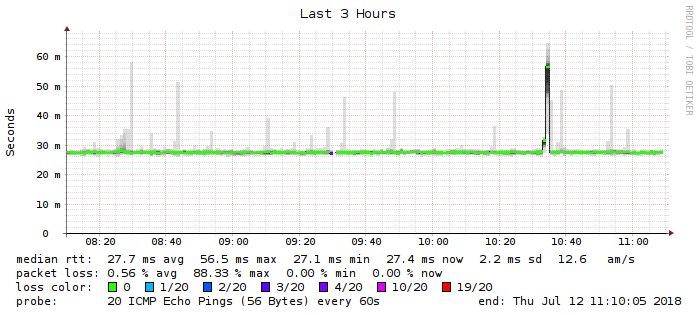 Last 3 Hours
RRDTOOL / TOBI OETIKER
Seconds
60 m
50 m
40 m
30 m
20 m
10 m
0
08:20 08:40 09:00 09:20 09:40 10:00 10:20 10:40 11:00
median rtt: 27.7 ms avg 56.5 ms max 27.1 ms min 27.4 ms now 2.2 ms sd 12.6 am/s
packet loss: 0.56 % avg 88.33 % max 0.00 % min 0.00 % now
loss color: 0 1/20 2/20 3/20 4/20 10/20 19/20
probe: 20 ICMP Echo Pings (56 Bytes) every 60s end: Thu Jul 12 11:10:05 2018